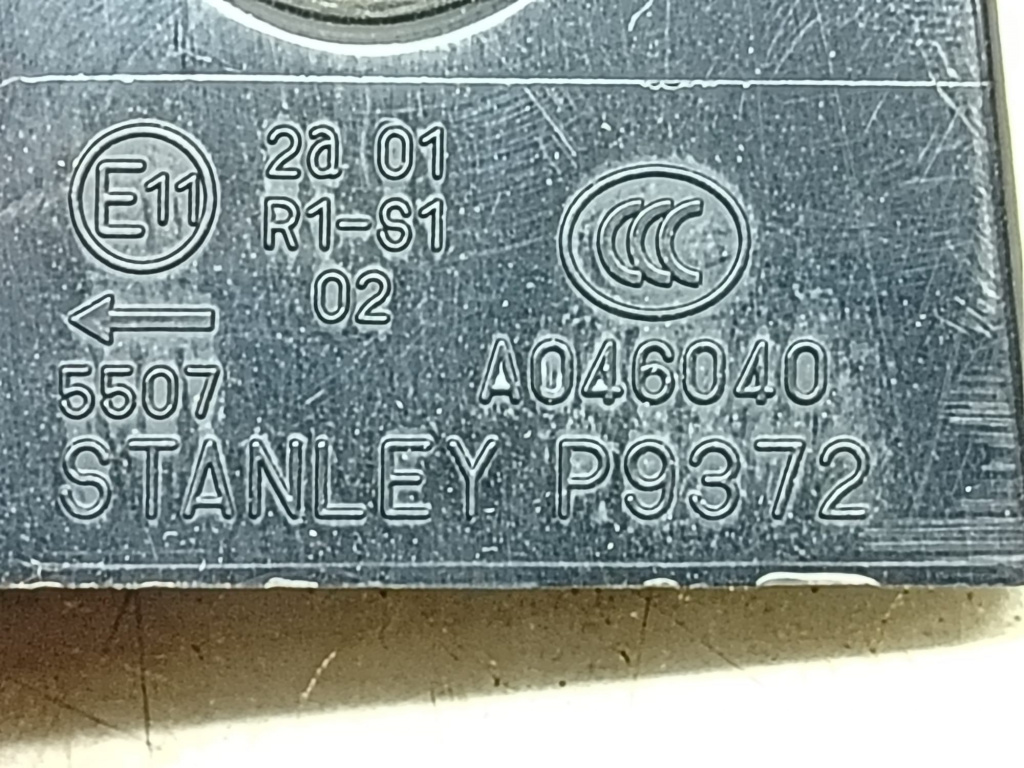 E11 2a 01
R1-S1
02
CCC
5507
A046040
STANLEY P9372